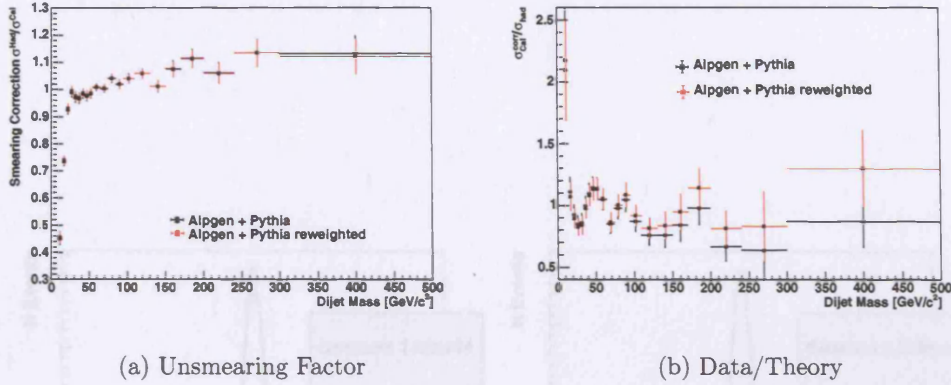 Smearing Correction σ^Had/σ^Cal
1.3
1.2
1.1
1
0.9
0.8
0.7
0.6
0.5
0.4
0.3
Alpgen + Pythia
Alpgen + Pythia reweighted
0 50 100 150 200 250 300 350 400 450 500
Dijet Mass [GeV/c²]
(a) Unsmearing Factor
σ^corr_Cal/σ_had
2.5
2
1.5
1
0.5
Alpgen + Pythia
Alpgen + Pythia reweighted
0 50 100 150 200 250 300 350 400 450 500
Dijet Mass [GeV/c²]
(b) Data/Theory